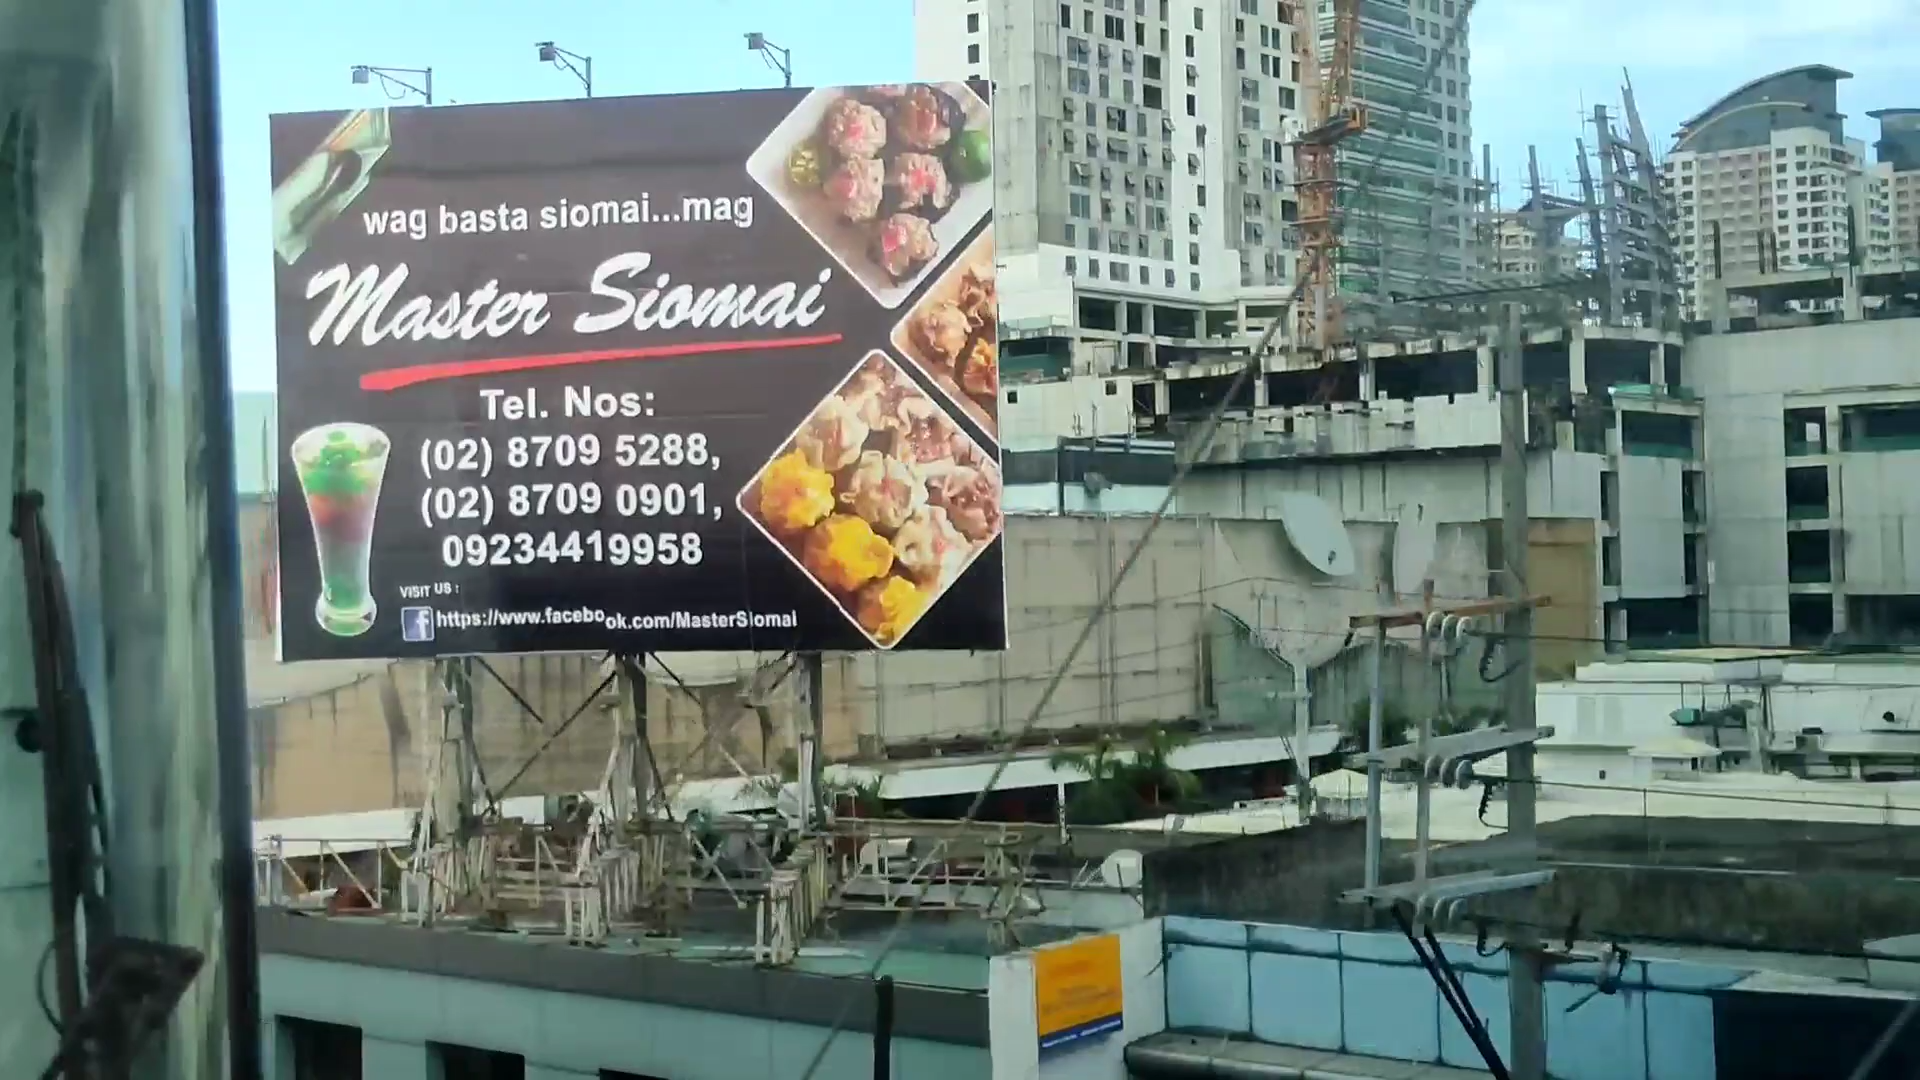 wag basta siomai...mag
Master Siomai
Tel. Nos:
(02) 8709 5288,
(02) 8709 0901,
09234419958
VISIT US :
f https://www.facebook.com/MasterSiomai